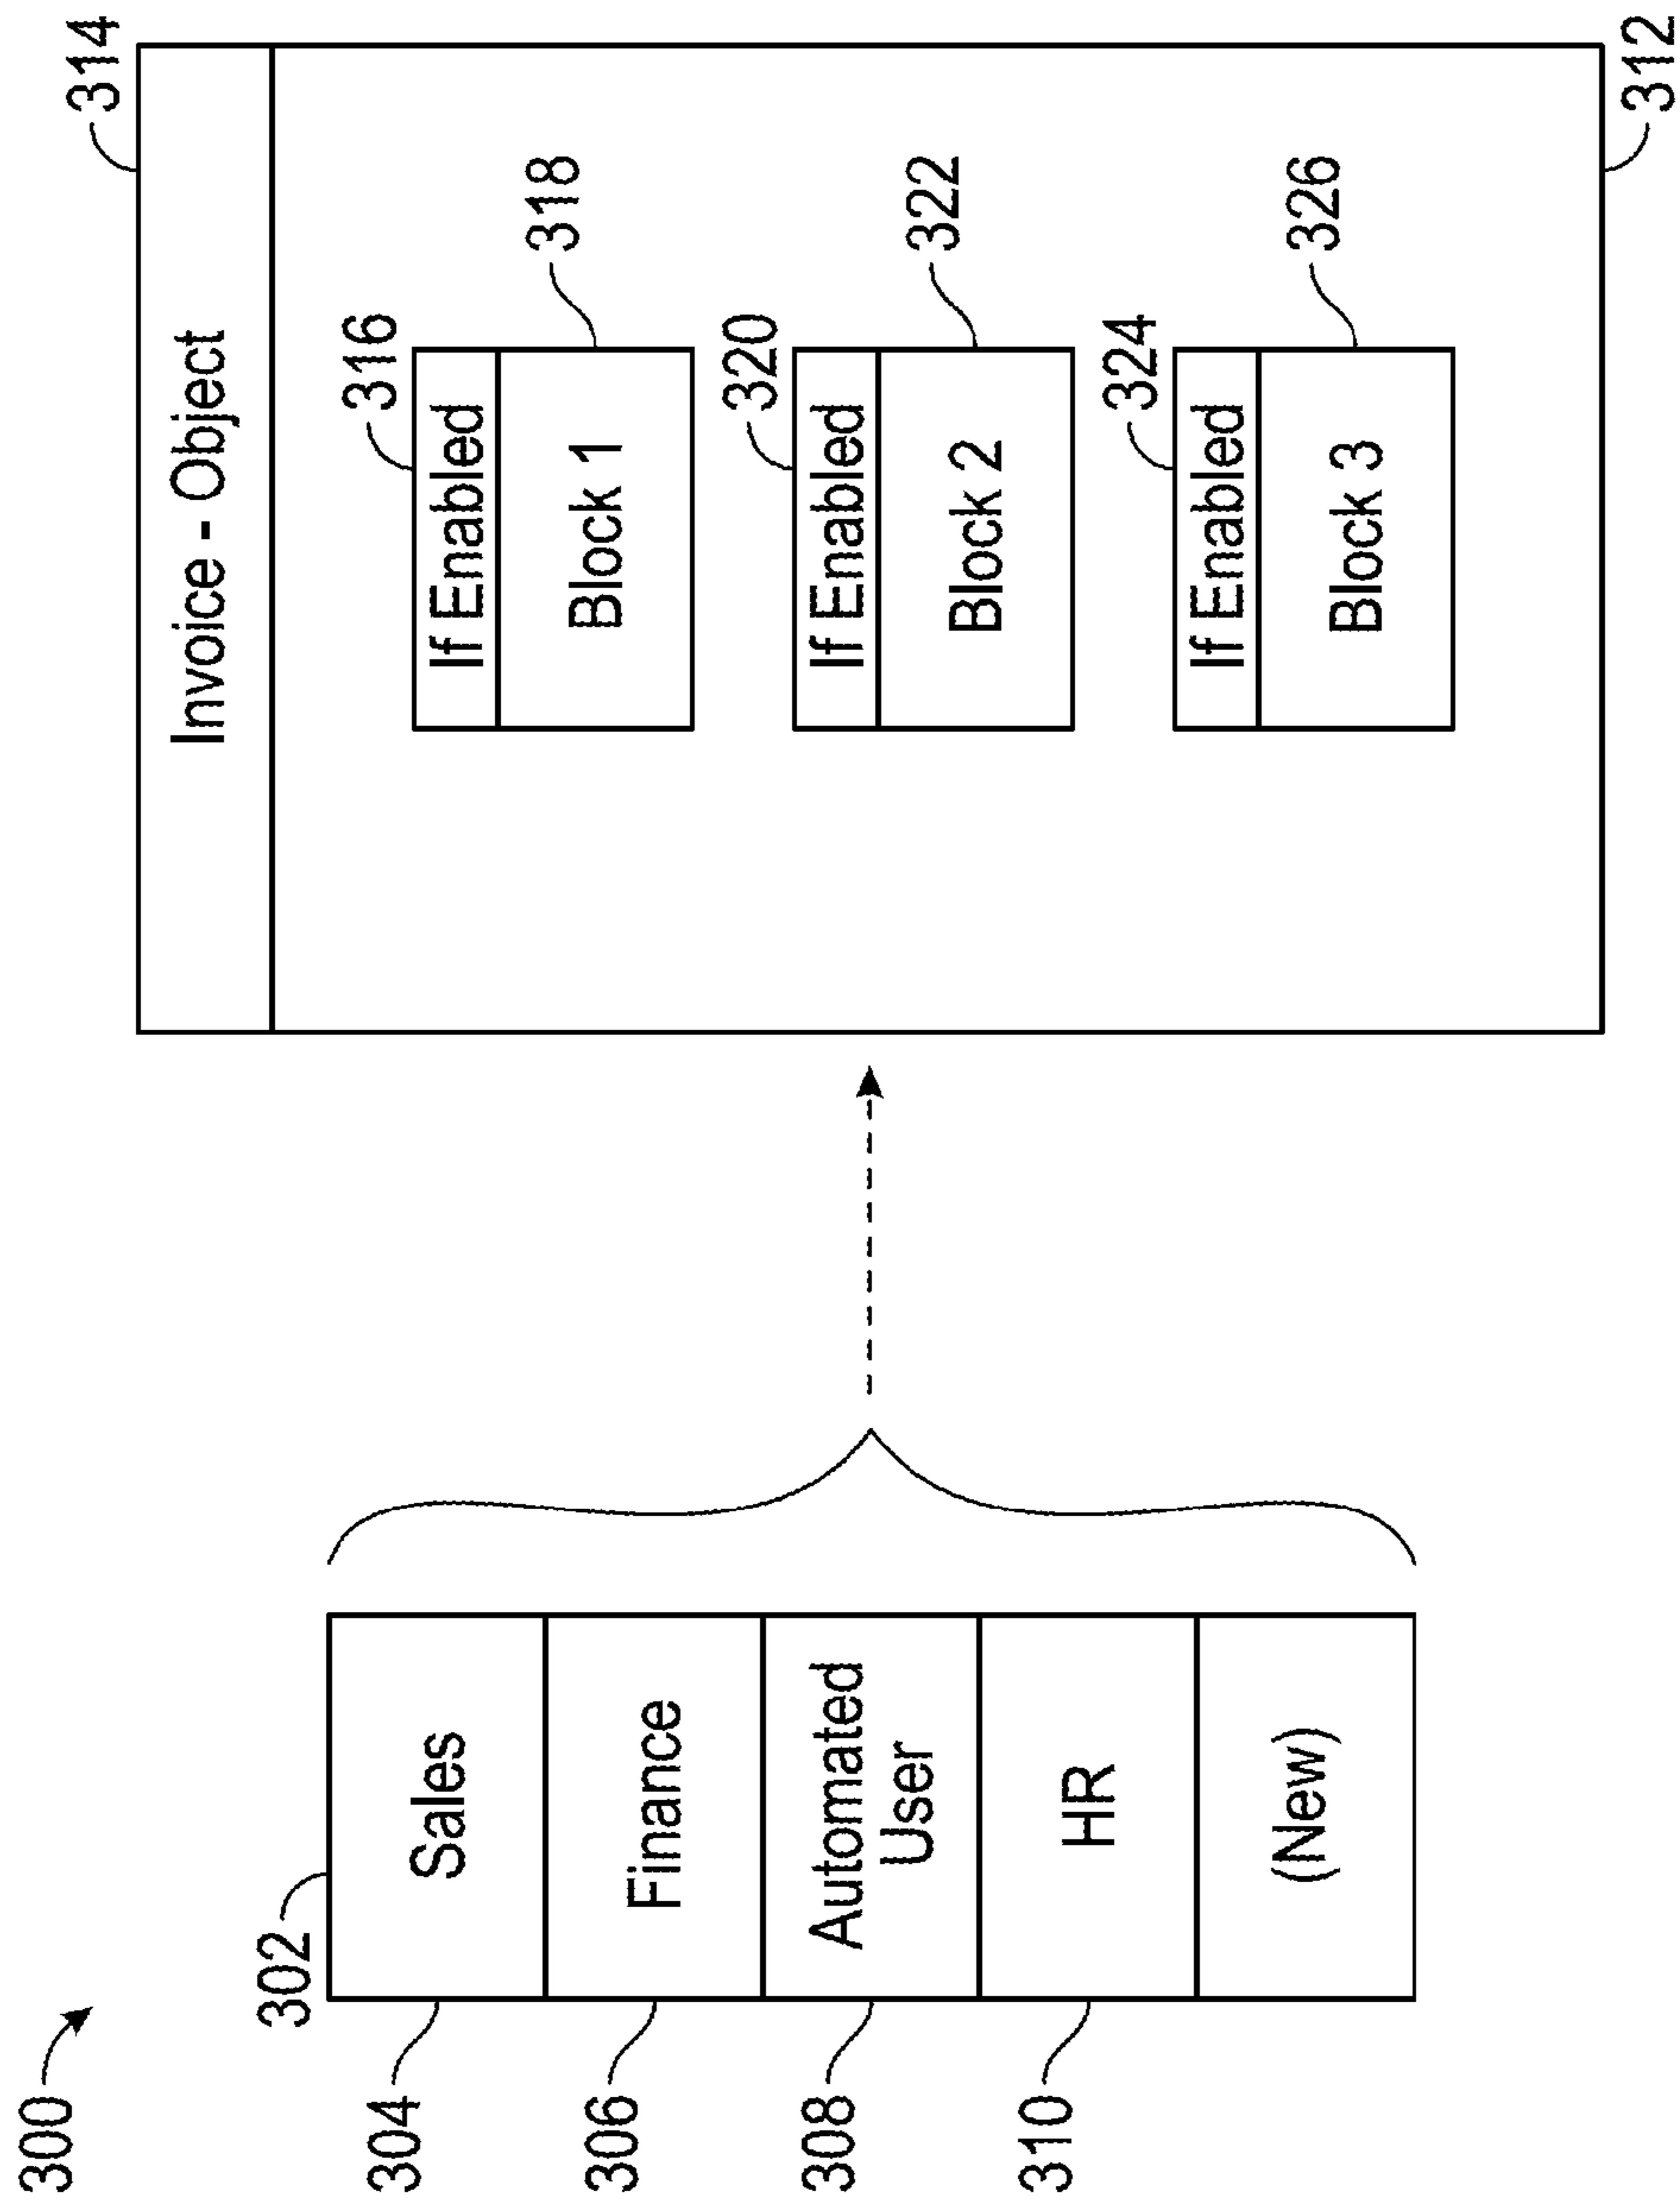 300
302
304
Sales
306
Finance
308
Automated
User
310
HR
(New)
314
Invoice - Object
316
If Enabled
Block 1
318
320
If Enabled
Block 2
322
324
If Enabled
Block 3
326
312